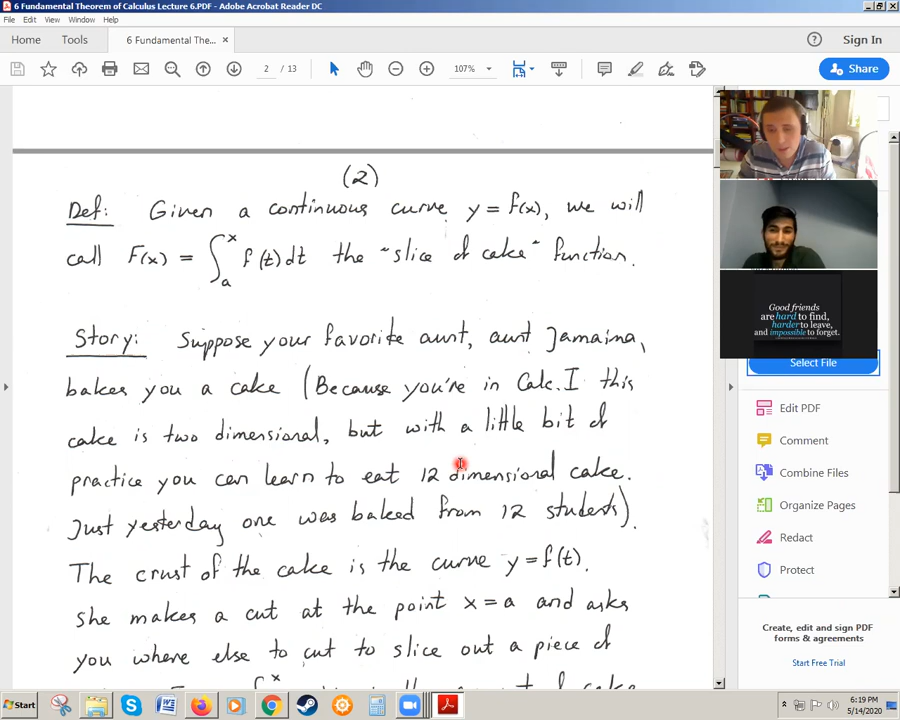 6 Fundamental Theorem of Calculus Lecture 6.PDF - Adobe Acrobat Reader DC
File Edit View Window Help
Home Tools 6 Fundamental The... × Sign In
2 / 13 107% Share
(2)
Def: Given a continuous curve y = f(x), we will
call F(x) = ∫ₐˣ f(t)dt the "slice of cake" function.
Story: Suppose your favorite aunt, aunt Jamaima,
bakes you a cake (Because you're in Calc. I this
cake is two dimensional, but with a little bit of
practice you can learn to eat 12 dimensional cake.
Just yesterday one was baked from 12 students).
The crust of the cake is the curve y = f(t).
She makes a cut at the point x = a and asks
you where else to cut to slice out a piece of
Good friends
are hard to find,
harder to leave,
and impossible to forget.
Select File
Edit PDF
Comment
Combine Files
Organize Pages
Redact
Protect
Create, edit and sign PDF
forms & agreements
Start Free Trial
Start
6:19 PM
5/14/2020